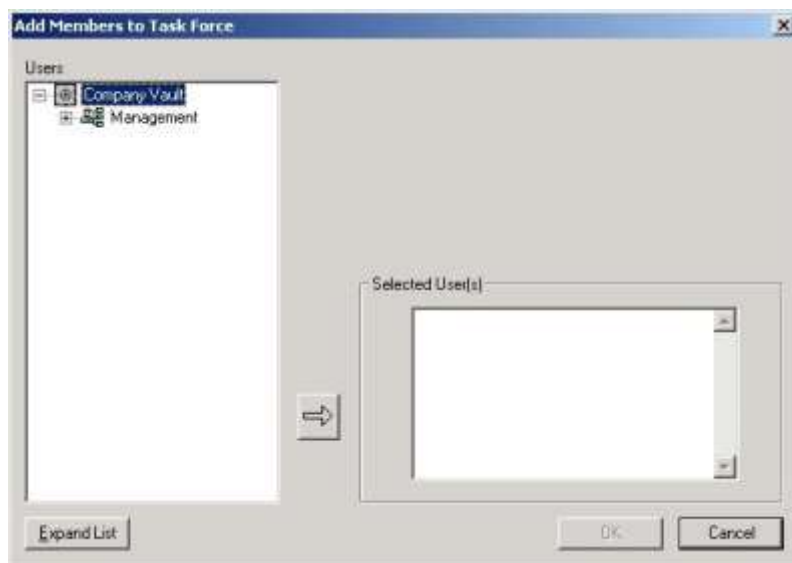 Add Members to Task Force
Users
Company Vault
Management
Selected User(s)
Expand List
OK
Cancel